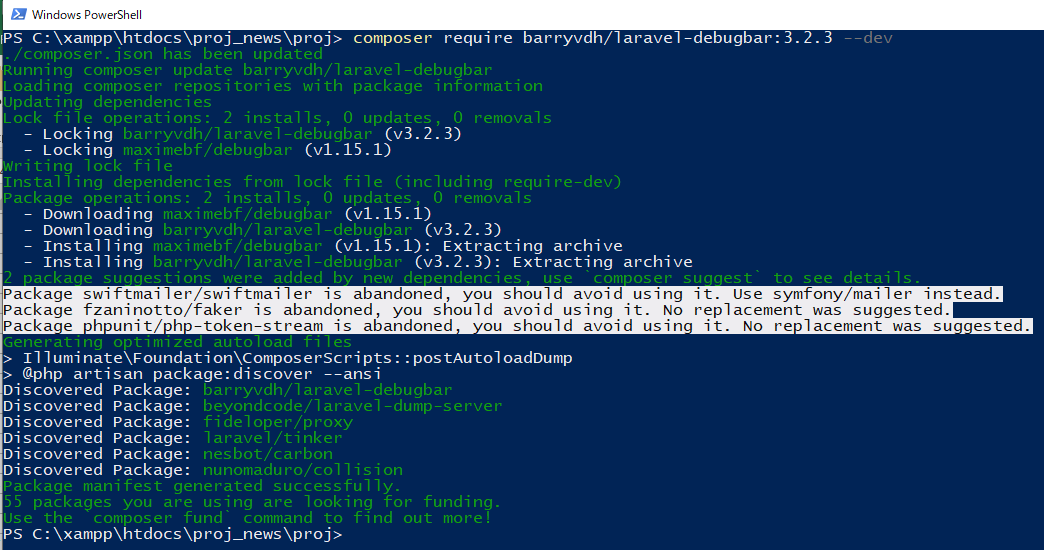 Windows PowerShell
PS C:\xampp\htdocs\proj_news\proj> composer require barryvdh/laravel-debugbar:3.2.3 --dev
./composer.json has been updated
Running composer update barryvdh/laravel-debugbar
Loading composer repositories with package information
Updating dependencies
Lock file operations: 2 installs, 0 updates, 0 removals
  - Locking barryvdh/laravel-debugbar (v3.2.3)
  - Locking maximebf/debugbar (v1.15.1)
Writing lock file
Installing dependencies from lock file (including require-dev)
Package operations: 2 installs, 0 updates, 0 removals
  - Downloading maximebf/debugbar (v1.15.1)
  - Downloading barryvdh/laravel-debugbar (v3.2.3)
  - Installing maximebf/debugbar (v1.15.1): Extracting archive
  - Installing barryvdh/laravel-debugbar (v3.2.3): Extracting archive
2 package suggestions were added by new dependencies, use `composer suggest` to see details.
Package swiftmailer/swiftmailer is abandoned, you should avoid using it. Use symfony/mailer instead.
Package fzaninotto/faker is abandoned, you should avoid using it. No replacement was suggested.
Package phpunit/php-token-stream is abandoned, you should avoid using it. No replacement was suggested.
Generating optimized autoload files
> Illuminate\Foundation\ComposerScripts::postAutoloadDump
> @php artisan package:discover --ansi
Discovered Package: barryvdh/laravel-debugbar
Discovered Package: beyondcode/laravel-dump-server
Discovered Package: fideloper/proxy
Discovered Package: laravel/tinker
Discovered Package: nesbot/carbon
Discovered Package: nunomaduro/collision
Package manifest generated successfully.
55 packages you are using are looking for funding.
Use the `composer fund` command to find out more!
PS C:\xampp\htdocs\proj_news\proj>